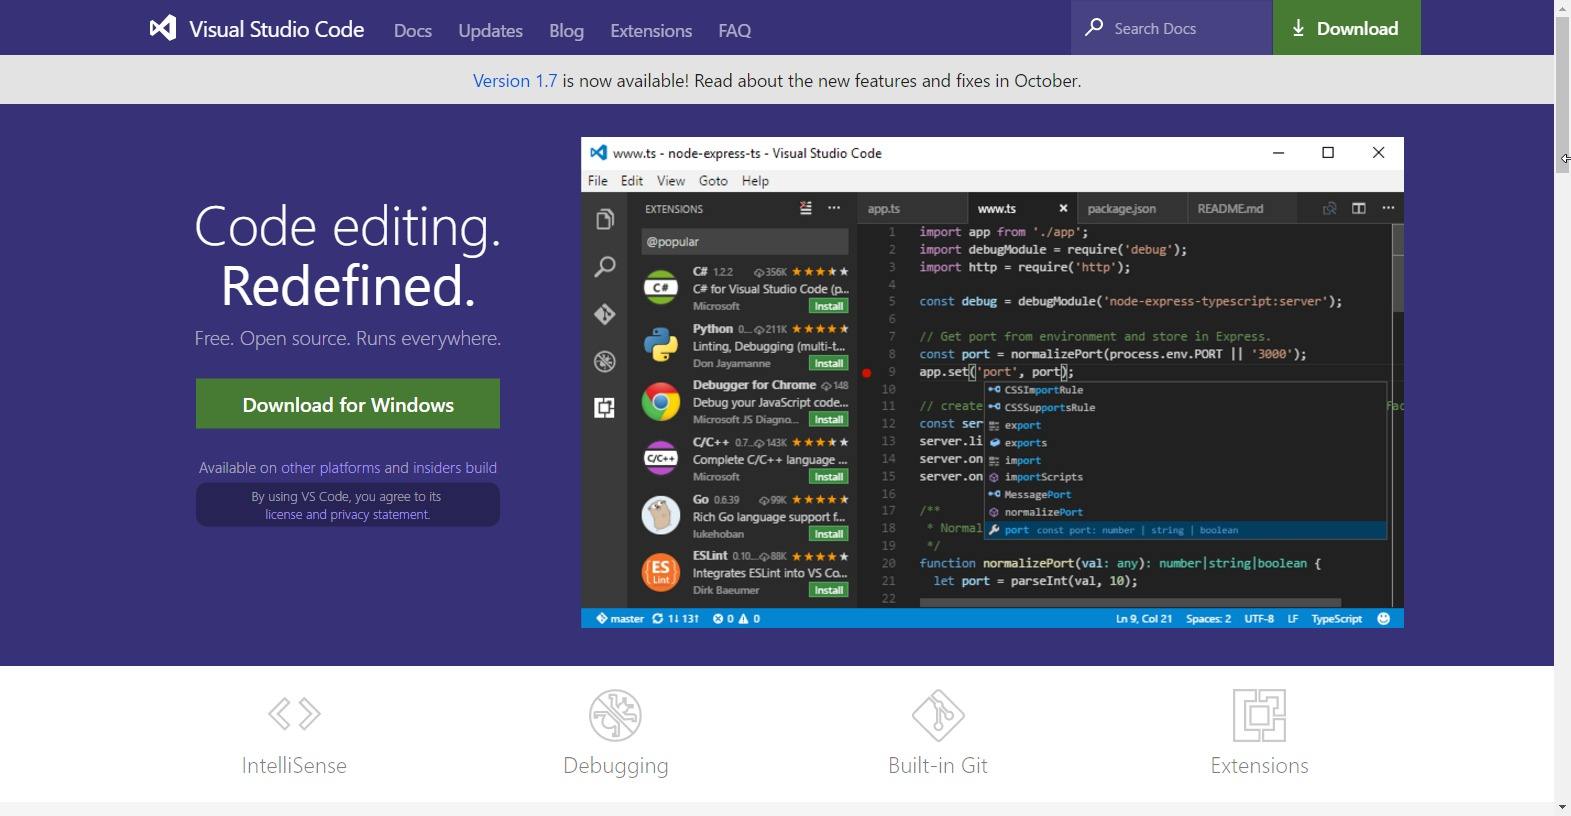 Visual Studio Code Docs Updates Blog Extensions FAQ Search Docs Download
Version 1.7 is now available! Read about the new features and fixes in October.
Code editing.
Redefined.
Free. Open source. Runs everywhere.
Download for Windows
Available on other platforms and insiders build
By using VS Code, you agree to its
license and privacy statement.
www.ts - node-express-ts - Visual Studio Code
File Edit View Goto Help
EXTENSIONS
@popular
C# 1.2.2 356K
C# for Visual Studio Code (p...
Microsoft Install
Python 0... 211K
Linting, Debugging (multi-t...
Don Jayamanne Install
Debugger for Chrome 148
Debug your JavaScript code...
Microsoft JS Diagno... Install
C/C++ 0.7... 143K
Complete C/C++ language ...
Microsoft Install
Go 0.6.39 99K
Rich Go language support f...
lukehoban Install
ESLint 0.10... 88K
Integrates ESLint into VS Co...
Dirk Baeumer Install
C#
C/C++
ES
Lint
app.ts www.ts package.json README.md
1 import app from './app';
2 import debugModule = require('debug');
3 import http = require('http');
4
5 const debug = debugModule('node-express-typescript:server');
6
7 // Get port from environment and store in Express.
8 const port = normalizePort(process.env.PORT || '3000');
9 app.set('port', port);
10
11 // create fac
12 const ser
13 server.li
14 server.on
15 server.on
16
17 /**
18 * Normal
19 */
20 function normalizePort(val: any): number|string|boolean {
21 let port = parseInt(val, 10);
22
CSSImportRule
CSSSupportsRule
export
exports
import
importScripts
MessagePort
normalizePort
port const port: number | string | boolean
master 1↓ 13↑ 0 0 Ln 9, Col 21 Spaces: 2 UTF-8 LF TypeScript
IntelliSense Debugging Built-in Git Extensions